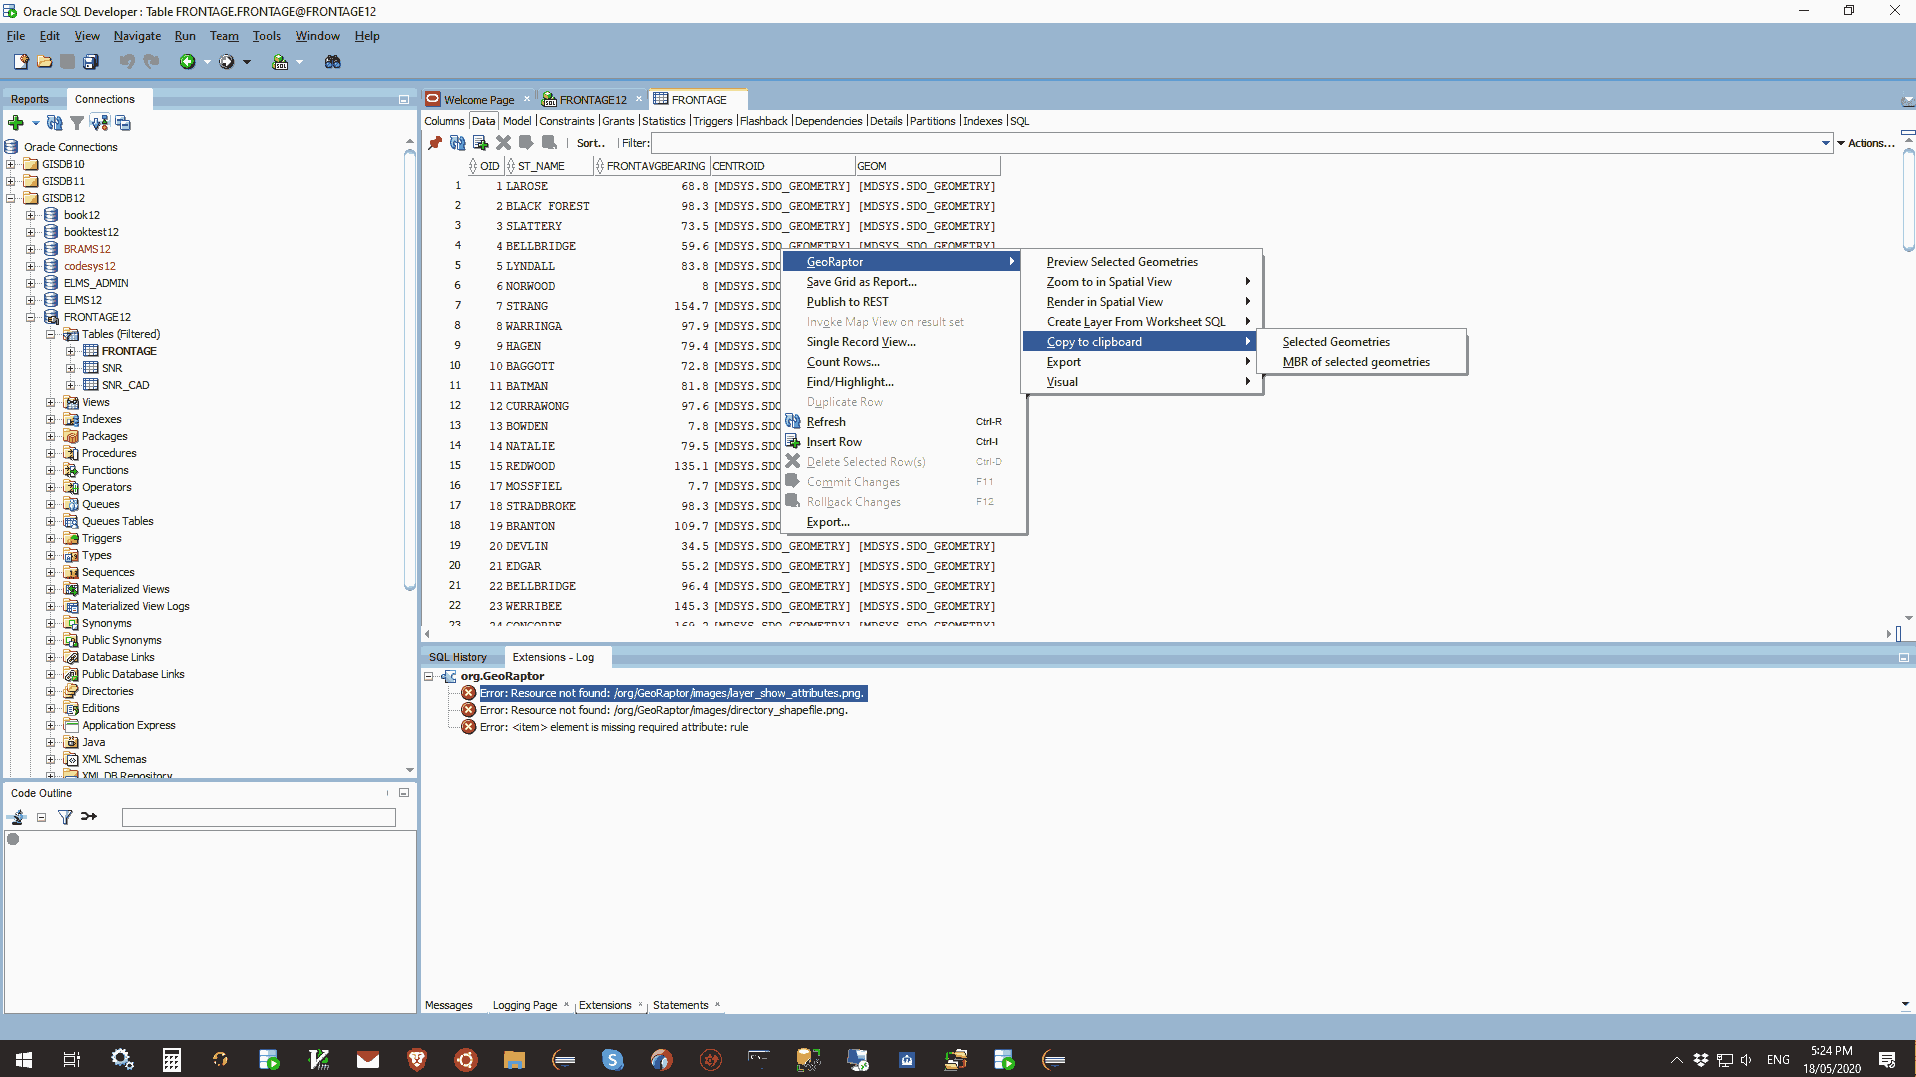 Oracle SQL Developer : Table FRONTAGE.FRONTAGE@FRONTAGE12
File Edit View Navigate Run Team Tools Window Help
Reports Connections
Oracle Connections
GISDB10
GISDB11
GISDB12
book12
booktest12
BRAMS12
codesys12
ELMS_ADMIN
ELMS12
FRONTAGE12
Tables (Filtered)
FRONTAGE
SNR
SNR_CAD
Views
Indexes
Packages
Procedures
Functions
Operators
Queues
Queues Tables
Triggers
Types
Sequences
Materialized Views
Materialized View Logs
Synonyms
Public Synonyms
Database Links
Public Database Links
Directories
Editions
Application Express
Java
XML Schemas
XML DB Repository
Code Outline
Welcome Page FRONTAGE12 FRONTAGE
Columns Data Model Constraints Grants Statistics Triggers Flashback Dependencies Details Partitions Indexes SQL
Sort.. Filter: Actions...
OID ST_NAME FRONTAVGBEARING CENTROID GEOM
1 1 LAROSE 68.8 [MDSYS.SDO_GEOMETRY] [MDSYS.SDO_GEOMETRY]
2 2 BLACK FOREST 98.3 [MDSYS.SDO_GEOMETRY] [MDSYS.SDO_GEOMETRY]
3 3 SLATTERY 73.5 [MDSYS.SDO_GEOMETRY] [MDSYS.SDO_GEOMETRY]
4 4 BELLBRIDGE 59.6 [MDSYS.SDO_GEOMETRY] [MDSYS.SDO_GEOMETRY]
5 5 LYNDALL 83.8 [MDSYS.SDO
6 6 NORWOOD 8 [MDSYS.SDO
7 7 STRANG 154.7 [MDSYS.SDO
8 8 WARRINGA 97.9 [MDSYS.SDO
9 9 HAGEN 79.4 [MDSYS.SDO
10 10 BAGGOTT 72.8 [MDSYS.SDO
11 11 BATMAN 81.8 [MDSYS.SDO
12 12 CURRAWONG 97.6 [MDSYS.SDO
13 13 BOWDEN 7.8 [MDSYS.SDO
14 14 NATALIE 79.5 [MDSYS.SDO
15 15 REDWOOD 135.1 [MDSYS.SDO
16 17 MOSSFIEL 7.7 [MDSYS.SDO
17 18 STRADBROKE 98.3 [MDSYS.SDO
18 19 BRANTON 109.7 [MDSYS.SDO
19 20 DEVLIN 34.5 [MDSYS.SDO_GEOMETRY] [MDSYS.SDO_GEOMETRY]
20 21 EDGAR 55.2 [MDSYS.SDO_GEOMETRY] [MDSYS.SDO_GEOMETRY]
21 22 BELLBRIDGE 96.4 [MDSYS.SDO_GEOMETRY] [MDSYS.SDO_GEOMETRY]
22 23 WERRIBEE 145.3 [MDSYS.SDO_GEOMETRY] [MDSYS.SDO_GEOMETRY]
23 24 CONCORDE 169.2 [MDSYS.SDO_GEOMETRY] [MDSYS.SDO_GEOMETRY]
GeoRaptor
Save Grid as Report...
Publish to REST
Invoke Map View on result set
Single Record View...
Count Rows...
Find/Highlight...
Duplicate Row
Refresh Ctrl-R
Insert Row Ctrl-I
Delete Selected Row(s) Ctrl-D
Commit Changes F11
Rollback Changes F12
Export...
Preview Selected Geometries
Zoom to in Spatial View
Render in Spatial View
Create Layer From Worksheet SQL
Copy to clipboard
Export
Visual
Selected Geometries
MBR of selected geometries
SQL History Extensions - Log
org.GeoRaptor
Error: Resource not found: /org/GeoRaptor/images/layer_show_attributes.png.
Error: Resource not found: /org/GeoRaptor/images/directory_shapefile.png.
Error: <item> element is missing required attribute: rule
Messages Logging Page Extensions Statements
ENG
5:24 PM
18/05/2020